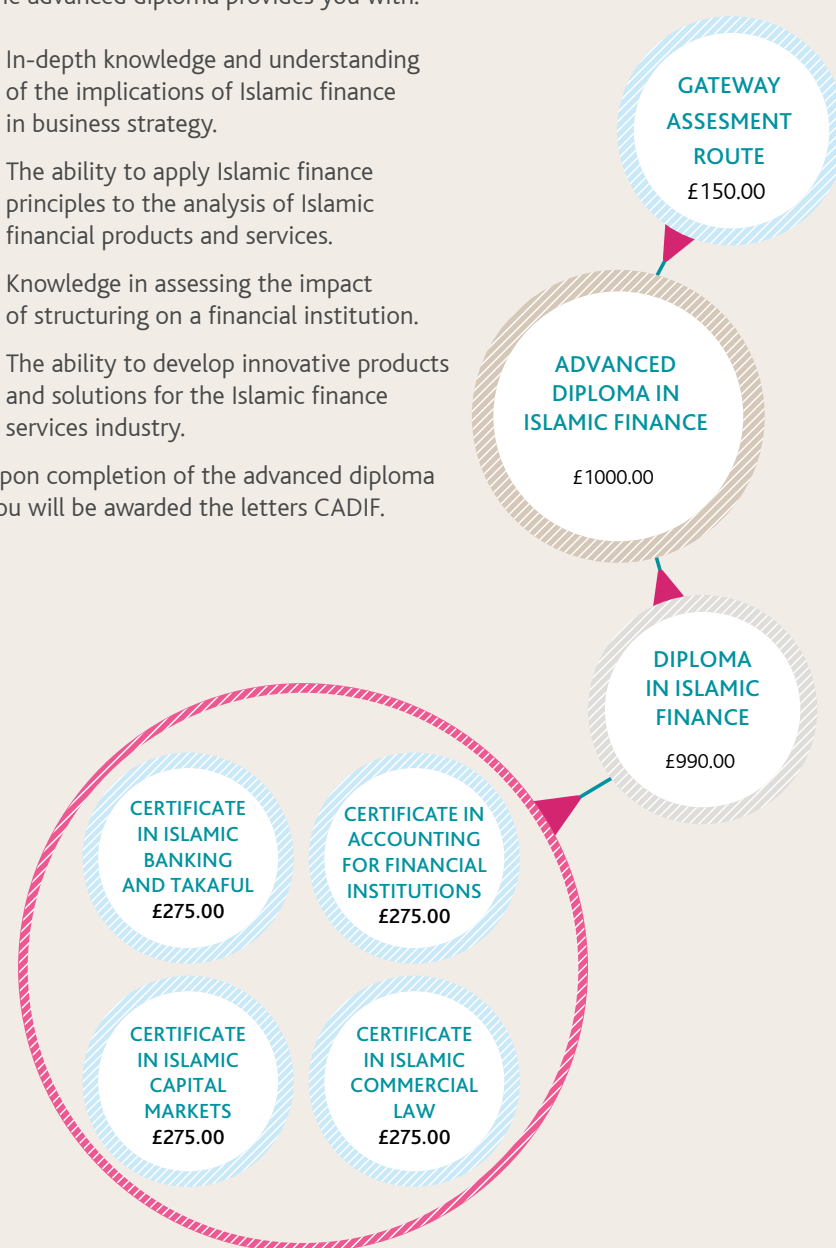 advanced diploma provides you with:
In-depth knowledge and understanding
of the implications of Islamic finance
in business strategy.
The ability to apply Islamic finance
principles to the analysis of Islamic
financial products and services.
Knowledge in assessing the impact
of structuring on a financial institution.
The ability to develop innovative products
and solutions for the Islamic finance
services industry.
pon completion of the advanced diploma
ou will be awarded the letters CADIF.
GATEWAY
ASSESMENT
ROUTE
£150.00
ADVANCED
DIPLOMA IN
ISLAMIC FINANCE
£1000.00
DIPLOMA
IN ISLAMIC
FINANCE
£990.00
CERTIFICATE
IN ISLAMIC
BANKING
AND TAKAFUL
£275.00
CERTIFICATE IN
ACCOUNTING
FOR FINANCIAL
INSTITUTIONS
£275.00
CERTIFICATE
IN ISLAMIC
CAPITAL
MARKETS
£275.00
CERTIFICATE
IN ISLAMIC
COMMERCIAL
LAW
£275.00